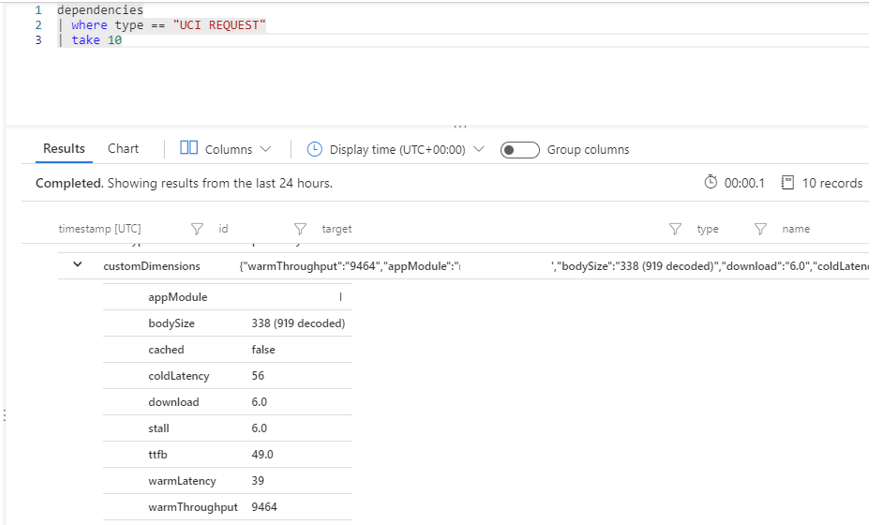 1 dependencies
2 | where type == "UCI REQUEST"
3 | take 10
...
Results Chart Columns Display time (UTC+00:00) Group columns
Completed. Showing results from the last 24 hours. 00:00.1 10 records
timestamp [UTC] id target type name
customDimensions {"warmThroughput":"9464","appModule":" ","bodySize":"338 (919 decoded)","download":"6.0","coldLaten
appModule
bodySize 338 (919 decoded)
cached false
coldLatency 56
download 6.0
stall 6.0
ttfb 49.0
warmLatency 39
warmThroughput 9464